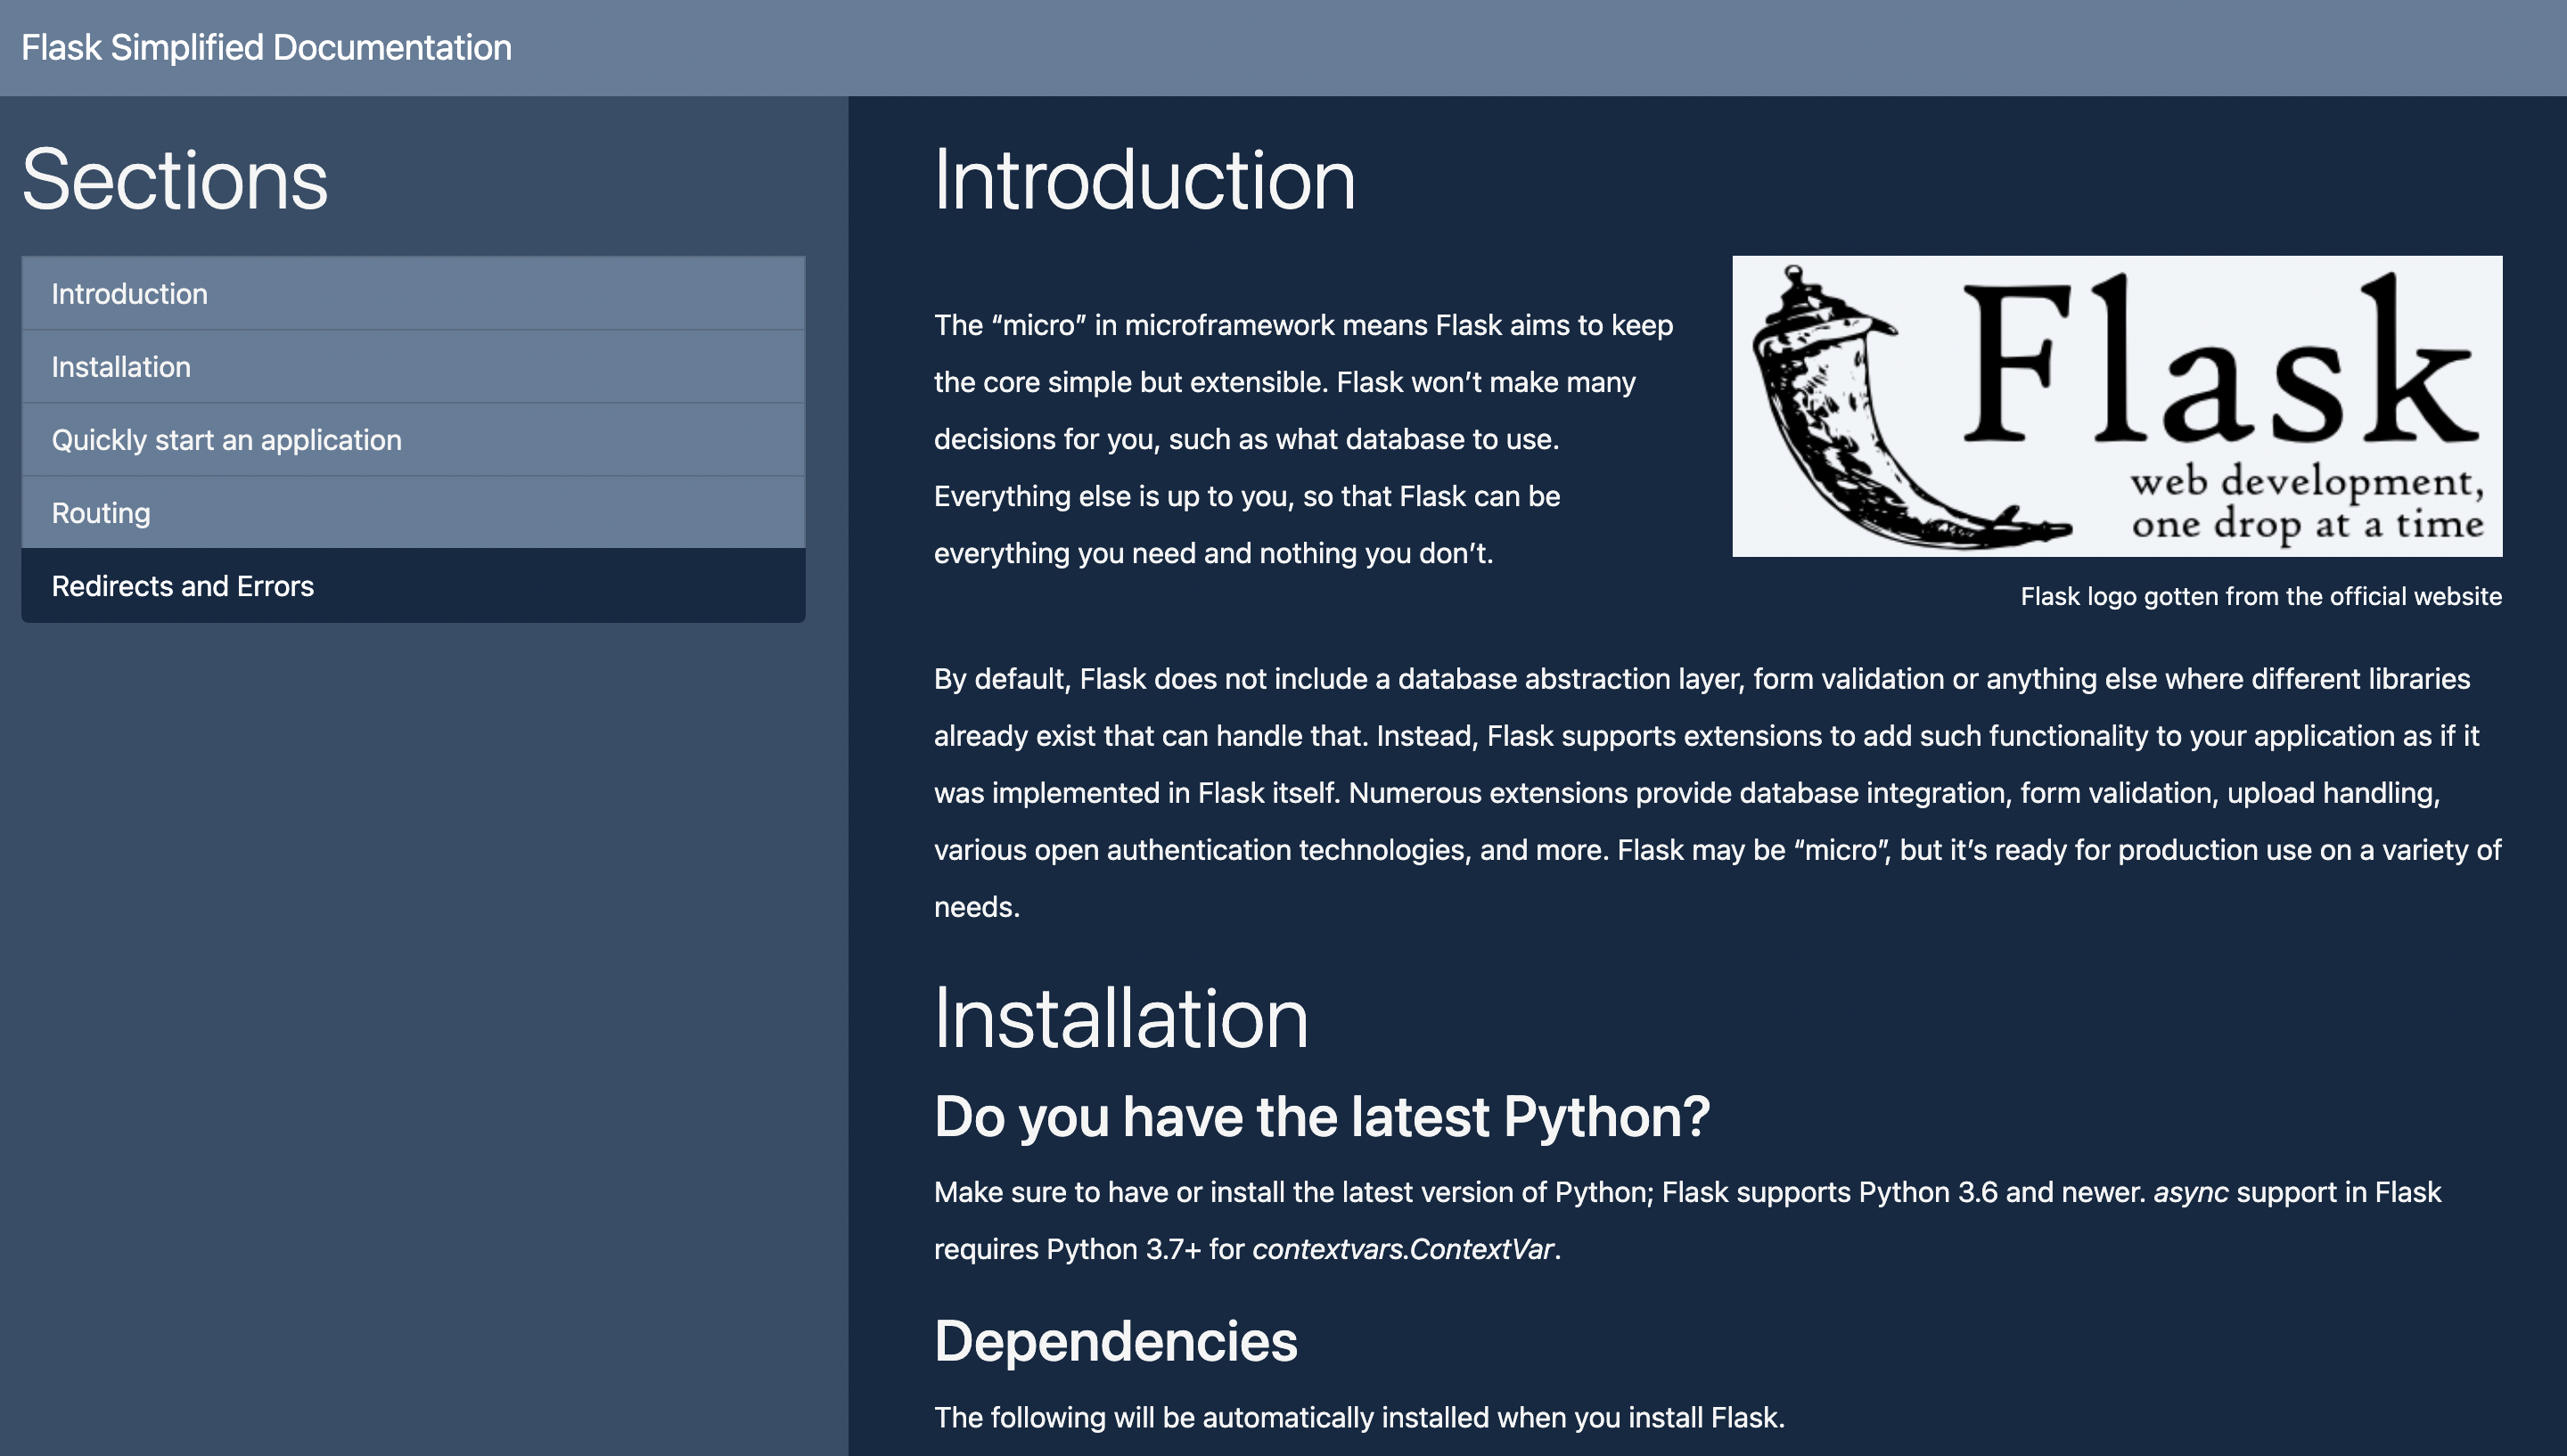 Flask Simplified Documentation
Sections
Introduction
Installation
Quickly start an application
Routing
Redirects and Errors
Introduction
The “micro” in microframework means Flask aims to keep
the core simple but extensible. Flask won’t make many
decisions for you, such as what database to use.
Everything else is up to you, so that Flask can be
everything you need and nothing you don’t.
Flask
web development,
one drop at a time
Flask logo gotten from the official website
By default, Flask does not include a database abstraction layer, form validation or anything else where different libraries
already exist that can handle that. Instead, Flask supports extensions to add such functionality to your application as if it
was implemented in Flask itself. Numerous extensions provide database integration, form validation, upload handling,
various open authentication technologies, and more. Flask may be “micro”, but it’s ready for production use on a variety of
needs.
Installation
Do you have the latest Python?
Make sure to have or install the latest version of Python; Flask supports Python 3.6 and newer. async support in Flask
requires Python 3.7+ for contextvars.ContextVar.
Dependencies
The following will be automatically installed when you install Flask.